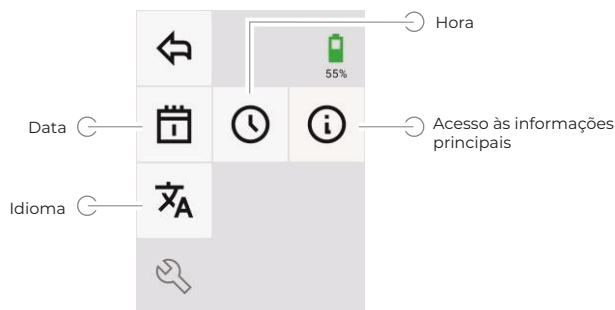 Hora
55%
Data
Acesso às informações
principais
Idioma